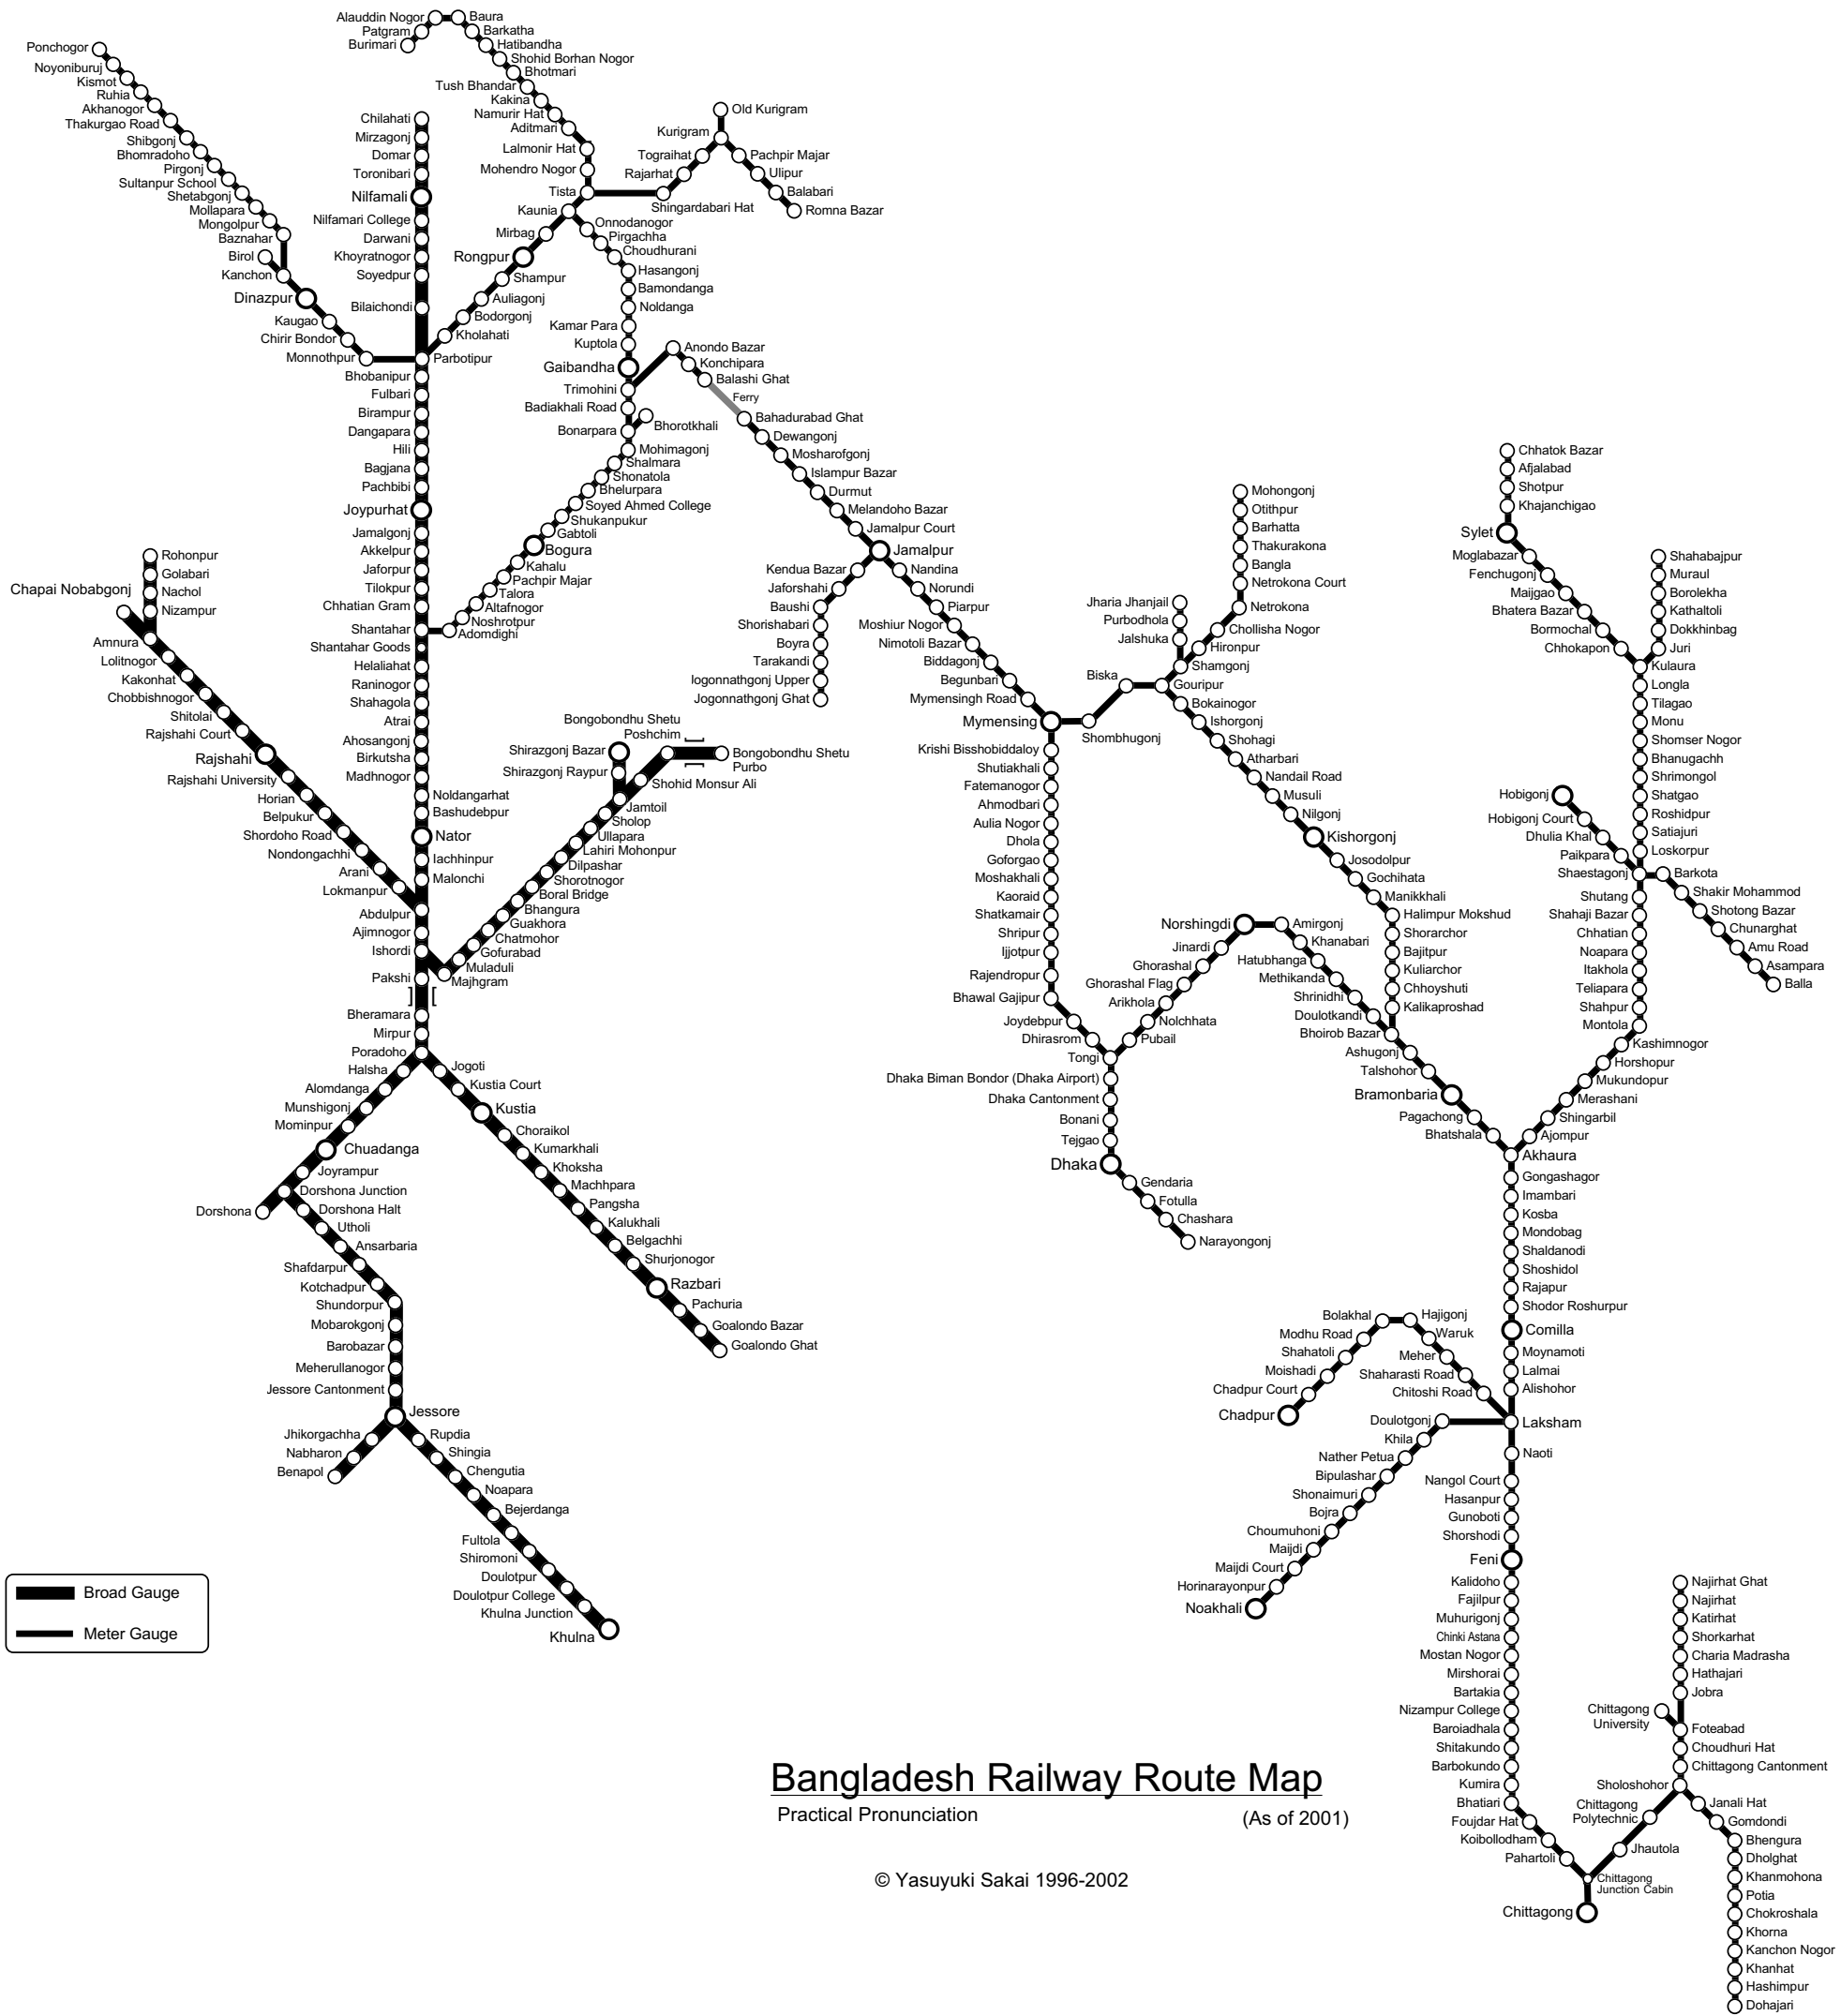 Alauddin Nogor
Patgram
Burimari
Baura
Barkatha
Hatibandha
Shohid Borhan Nogor
Bhotmari
Tush Bhandar
Kakina
Namurir Hat
Aditmari
Lalmonir Hat
Mohendro Nogor
Tista
Kaunia
Mirbag
Rongpur
Shampur
Auliagonj
Bodorgonj
Kholahati
Old Kurigram
Kurigram
Tograihat
Rajarhat
Shingardabari Hat
Pachpir Majar
Ulipur
Balabari
Romna Bazar
Ponchogor
Noyoniburuj
Kismot
Ruhia
Akhanogor
Thakurgao Road
Shibgonj
Bhomradoho
Pirgonj
Sultanpur School
Shetabgonj
Mollapara
Mongolpur
Baznahar
Birol
Kanchon
Dinazpur
Kaugao
Chirir Bondor
Monnothpur
Chilahati
Mirzagonj
Domar
Toronibari
Nilfamali
Nilfamari College
Darwani
Khoyratnogor
Soyedpur
Bilaichondi
Parbotipur
Bhobanipur
Fulbari
Birampur
Dangapara
Hili
Bagjana
Pachbibi
Joypurhat
Jamalgonj
Akkelpur
Jaforpur
Tilokpur
Chhatian Gram
Shantahar
Shantahar Goods
Helaliahat
Raninogor
Shahagola
Atrai
Ahosangonj
Birkutsha
Madhnogor
Noldangarhat
Bashudebpur
Nator
Iachhinpur
Malonchi
Abdulpur
Ajimnogor
Ishordi
Pakshi
Bheramara
Mirpur
Poradoho
Onnodanogor
Pirgachha
Choudhurani
Hasangonj
Bamondanga
Noldanga
Kamar Para
Kuptola
Gaibandha
Trimohini
Badiakhali Road
Bonarpara
Bhorotkhali
Mohimagonj
Shalmara
Shonatola
Bhelurpara
Soyed Ahmed College
Shukanpukur
Gabtoli
Bogura
Kahalu
Pachpir Majar
Talora
Altafnogor
Noshrotpur
Adomdighi
Anondo Bazar
Konchipara
Balashi Ghat
Ferry
Bahadurabad Ghat
Dewangonj
Mosharofgonj
Islampur Bazar
Durmut
Melandoho Bazar
Jamalpur Court
Jamalpur
Kendua Bazar
Jaforshahi
Baushi
Shorishabari
Boyra
Tarakandi
Iogonnathgonj Upper
Jogonnathgonj Ghat
Nandina
Norundi
Piarpur
Moshiur Nogor
Nimotoli Bazar
Biddagonj
Begunbari
Mymensingh Road
Mymensing
Rohonpur
Golabari
Nachol
Nizampur
Chapai Nobabgonj
Amnura
Lolitnogor
Kakonhat
Chobbishnogor
Shitolai
Rajshahi Court
Rajshahi
Rajshahi University
Horian
Belpukur
Shordoho Road
Nondongachhi
Arani
Lokmanpur
Bongobondhu Shetu
Poshchim
Bongobondhu Shetu
Purbo
Shirazgonj Bazar
Shirazgonj Raypur
Shohid Monsur Ali
Jamtoil
Sholop
Ullapara
Lahiri Mohonpur
Dilpashar
Shorotnogor
Boral Bridge
Bhangura
Guakhora
Chatmohor
Gofurabad
Muladuli
Majhgram
Halsha
Alomdanga
Munshigonj
Mominpur
Chuadanga
Joyrampur
Dorshona Junction
Dorshona
Dorshona Halt
Utholi
Ansarbaria
Shafdarpur
Kotchadpur
Shundorpur
Mobarokgonj
Barobazar
Meherullanogor
Jessore Cantonment
Jessore
Jhikorgachha
Nabharon
Benapol
Rupdia
Shingia
Chengutia
Noapara
Bejerdanga
Fultola
Shiromoni
Doulotpur
Doulotpur College
Khulna Junction
Khulna
Jogoti
Kustia Court
Kustia
Choraikol
Kumarkhali
Khoksha
Machhpara
Pangsha
Kalukhali
Belgachhi
Shurjonogor
Razbari
Pachuria
Goalondo Bazar
Goalondo Ghat
Mohongonj
Otithpur
Barhatta
Thakurakona
Bangla
Netrokona Court
Netrokona
Chollisha Nogor
Hironpur
Shamgonj
Jharia Jhanjail
Purbodhola
Jalshuka
Gouripur
Biska
Shombhugonj
Bokainogor
Ishorgonj
Shohagi
Atharbari
Nandail Road
Musuli
Nilgonj
Kishorgonj
Josodolpur
Gochihata
Manikkhali
Halimpur Mokshud
Shorarchor
Bajitpur
Kuliarchor
Chhoyshuti
Kalikaproshad
Krishi Bisshobiddaloy
Shutiakhali
Fatemanogor
Ahmodbari
Aulia Nogor
Dhola
Goforgao
Moshakhali
Kaoraid
Shatkamair
Shripur
Ijjotpur
Rajendropur
Bhawal Gajipur
Joydebpur
Dhirasrom
Tongi
Dhaka Biman Bondor (Dhaka Airport)
Dhaka Cantonment
Bonani
Tejgao
Dhaka
Gendaria
Fotulla
Chashara
Narayongonj
Pubail
Nolchhata
Arikhola
Ghorashal Flag
Ghorashal
Jinardi
Norshingdi
Amirgonj
Khanabari
Hatubhanga
Methikanda
Shrinidhi
Doulotkandi
Bhoirob Bazar
Ashugonj
Talshohor
Bramonbaria
Pagachong
Bhatshala
Akhaura
Chhatok Bazar
Afjalabad
Shotpur
Khajanchigao
Sylet
Moglabazar
Fenchugonj
Maijgao
Bhatera Bazar
Bormochal
Chhokapon
Kulaura
Shahabajpur
Muraul
Borolekha
Kathaltoli
Dokkhinbag
Juri
Longla
Tilagao
Monu
Shomser Nogor
Bhanugachh
Shrimongol
Shatgao
Roshidpur
Satiajuri
Loskorpur
Shaestagonj
Hobigonj
Hobigonj Court
Dhulia Khal
Paikpara
Barkota
Shakir Mohammod
Shotong Bazar
Chunarghat
Amu Road
Asampara
Balla
Shutang
Shahaji Bazar
Chhatian
Noapara
Itakhola
Teliapara
Shahpur
Montola
Kashimnogor
Horshopur
Mukundopur
Merashani
Shingarbil
Ajompur
Gongashagor
Imambari
Kosba
Mondobag
Shaldanodi
Shoshidol
Rajapur
Shodor Roshurpur
Comilla
Moynamoti
Lalmai
Alishohor
Laksham
Bolakhal
Hajigonj
Modhu Road
Waruk
Shahatoli
Meher
Moishadi
Shaharasti Road
Chadpur Court
Chitoshi Road
Chadpur
Doulotgonj
Khila
Nather Petua
Bipulashar
Shonaimuri
Bojra
Choumuhoni
Maijdi
Maijdi Court
Horinarayonpur
Noakhali
Naoti
Nangol Court
Hasanpur
Gunoboti
Shorshodi
Feni
Kalidoho
Fajilpur
Muhurigonj
Chinki Astana
Mostan Nogor
Mirshorai
Bartakia
Nizampur College
Baroiadhala
Shitakundo
Barbokundo
Kumira
Bhatiari
Foujdar Hat
Koibollodham
Pahartoli
Chittagong
Junction Cabin
Chittagong
Jhautola
Chittagong
Polytechnic
Sholoshohor
Najirhat Ghat
Najirhat
Katirhat
Shorkarhat
Charia Madrasha
Hathajari
Jobra
Chittagong
University
Foteabad
Choudhuri Hat
Chittagong Cantonment
Janali Hat
Gomdondi
Bhengura
Dholghat
Khanmohona
Potia
Chokroshala
Khorna
Kanchon Nogor
Khanhat
Hashimpur
Dohajari
Broad Gauge
Meter Gauge
Bangladesh Railway Route Map
Practical Pronunciation
(As of 2001)
© Yasuyuki Sakai 1996-2002